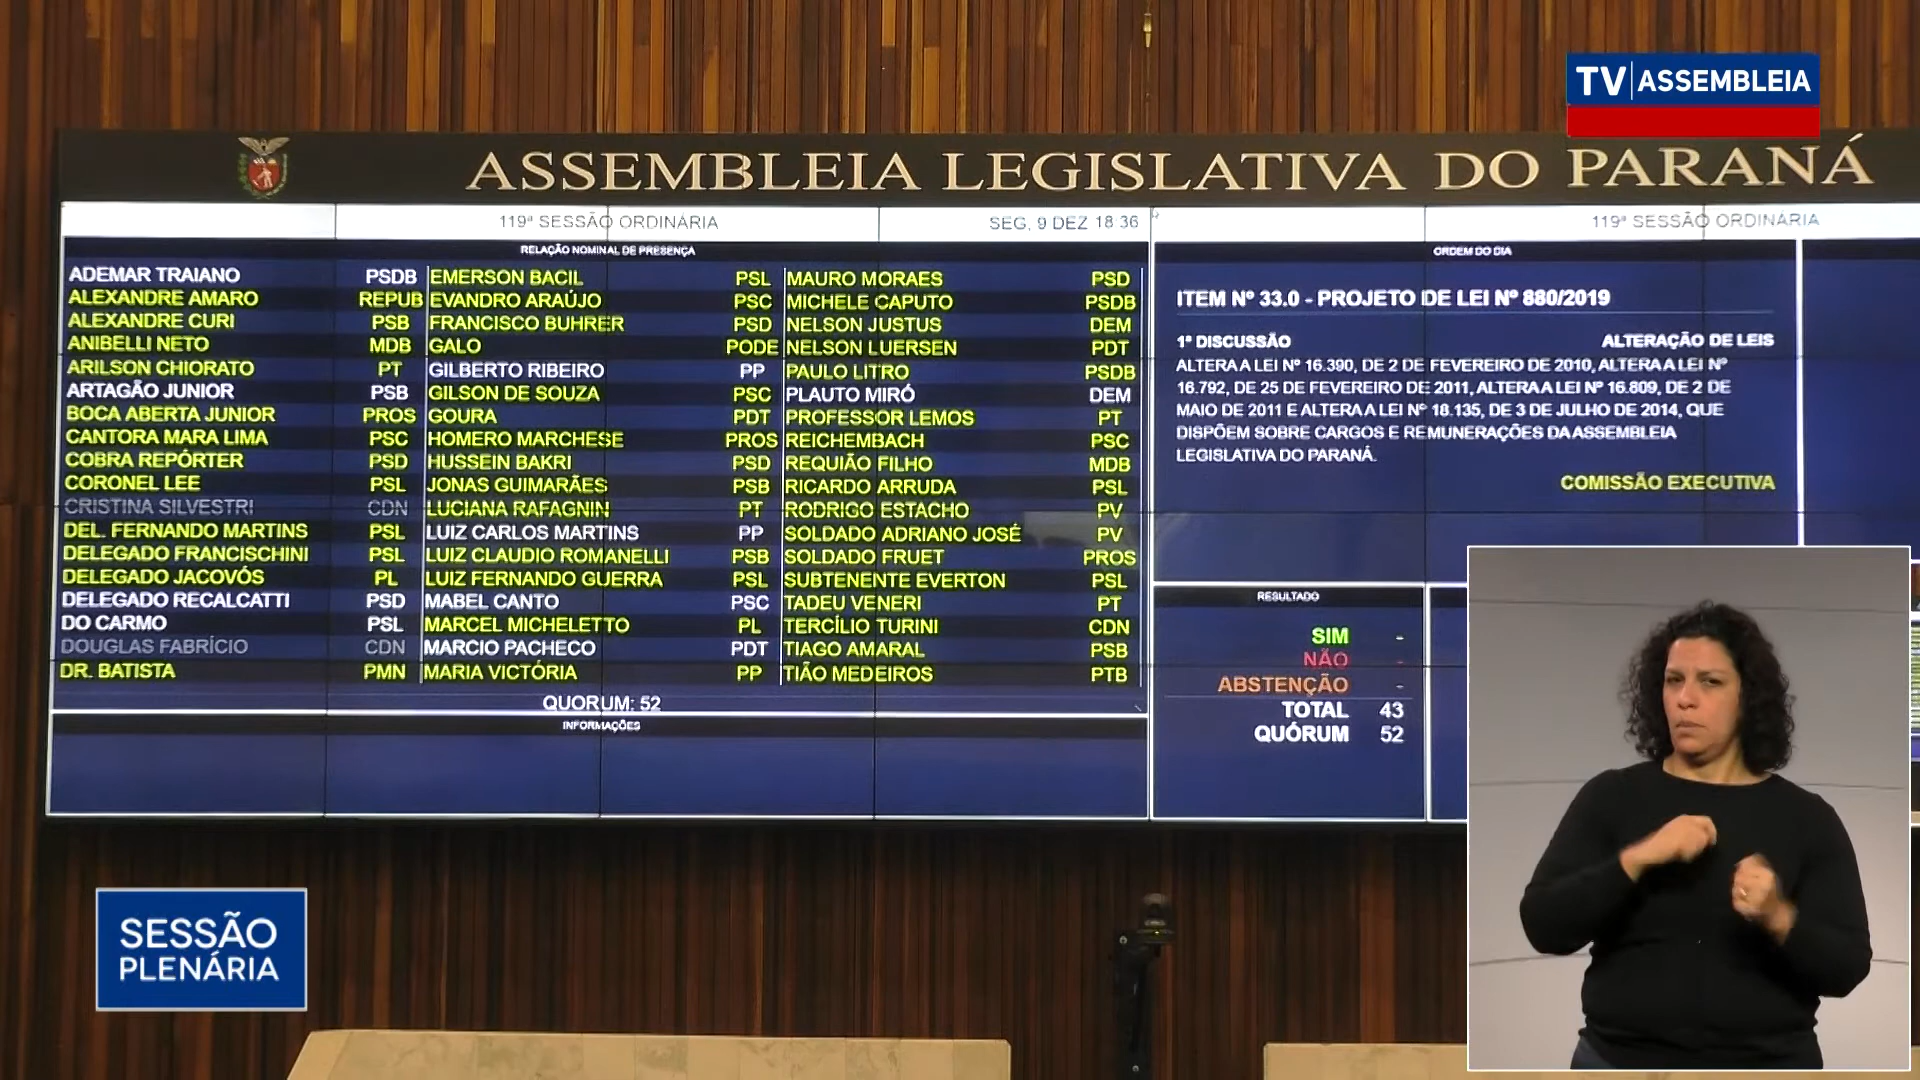 TV ASSEMBLEIA
ASSEMBLEIA LEGISLATIVA DO PARANÁ
119ª SESSÃO ORDINÁRIA
SEG, 9 DEZ 18:36
119ª SESSÃO ORDINÁRIA
RELAÇÃO NOMINAL DE PRESENÇA
ADEMAR TRAIANO PSDB
ALEXANDRE AMARO REPUB
ALEXANDRE CURI PSB
ANIBELLI NETO MDB
ARILSON CHIORATO PT
ARTAGÃO JUNIOR PSB
BOCA ABERTA JUNIOR PROS
CANTORA MARA LIMA PSC
COBRA REPÓRTER PSD
CORONEL LEE PSL
CRISTINA SILVESTRI CDN
DEL. FERNANDO MARTINS PSL
DELEGADO FRANCISCHINI PSL
DELEGADO JACOVÓS PL
DELEGADO RECALCATTI PSD
DO CARMO PSL
DOUGLAS FABRÍCIO CDN
DR. BATISTA PMN
EMERSON BACIL PSL
EVANDRO ARAÚJO PSC
FRANCISCO BUHRER PSD
GALO PODE
GILBERTO RIBEIRO PP
GILSON DE SOUZA PSC
GOURA PDT
HOMERO MARCHESE PROS
HUSSEIN BAKRI PSD
JONAS GUIMARÃES PSB
LUCIANA RAFAGNIN PT
LUIZ CARLOS MARTINS PP
LUIZ CLAUDIO ROMANELLI PSB
LUIZ FERNANDO GUERRA PSL
MABEL CANTO PSC
MARCEL MICHELETTO PL
MARCIO PACHECO PDT
MARIA VICTÓRIA PP
MAURO MORAES PSD
MICHELE CAPUTO PSDB
NELSON JUSTUS DEM
NELSON LUERSEN PDT
PAULO LITRO PSDB
PLAUTO MIRÓ DEM
PROFESSOR LEMOS PT
REICHEMBACH PSC
REQUIÃO FILHO MDB
RICARDO ARRUDA PSL
RODRIGO ESTACHO PV
SOLDADO ADRIANO JOSÉ PV
SOLDADO FRUET PROS
SUBTENENTE EVERTON PSL
TADEU VENERI PT
TERCÍLIO TURINI CDN
TIAGO AMARAL PSB
TIÃO MEDEIROS PTB
QUORUM: 52
INFORMAÇÕES
ORDEM DO DIA
ITEM Nº 33.0 - PROJETO DE LEI Nº 880/2019
1ª DISCUSSÃO ALTERAÇÃO DE LEIS
ALTERA A LEI Nº 16.390, DE 2 DE FEVEREIRO DE 2010, ALTERA A LEI Nº
16.792, DE 25 DE FEVEREIRO DE 2011, ALTERA A LEI Nº 16.809, DE 2 DE
MAIO DE 2011 E ALTERA A LEI Nº 18.135, DE 3 DE JULHO DE 2014, QUE
DISPÕEM SOBRE CARGOS E REMUNERAÇÕES DA ASSEMBLEIA
LEGISLATIVA DO PARANÁ.
COMISSÃO EXECUTIVA
RESULTADO
SIM -
NÃO -
ABSTENÇÃO -
TOTAL 43
QUÓRUM 52
SESSÃO
PLENÁRIA